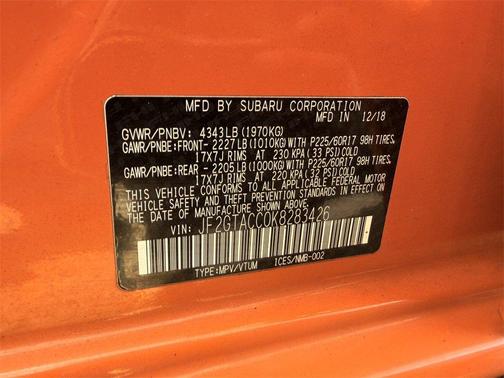 MFD BY SUBARU CORPORATION
MFD IN 12/18
GVWR/PNBV: 4343LB(1970KG)
GAWR/PNBE:FRONT- 2227LB(1010KG)WITH P225/60R17 98H TIRES,
17X7J RIMS AT 230 KPA(33 PSI)COLD
GAWR/PNBE:REAR - 2205LB(1000KG)WITH P225/60R17 98H TIRES,
17X7J RIMS AT 220 KPA(32 PSI)COLD
THIS VEHICLE CONFORMS TO ALL APPLICABLE FEDERAL MOTOR
VEHICLE SAFETY AND THEFT PREVENTION STANDARDS IN
EFFECT ON THE DATE OF MANUFACTURE SHOWN ABOVE.
VIN: JF2GTACC0K8283426
TYPE:MPV/VTUM ICES/NMB-002